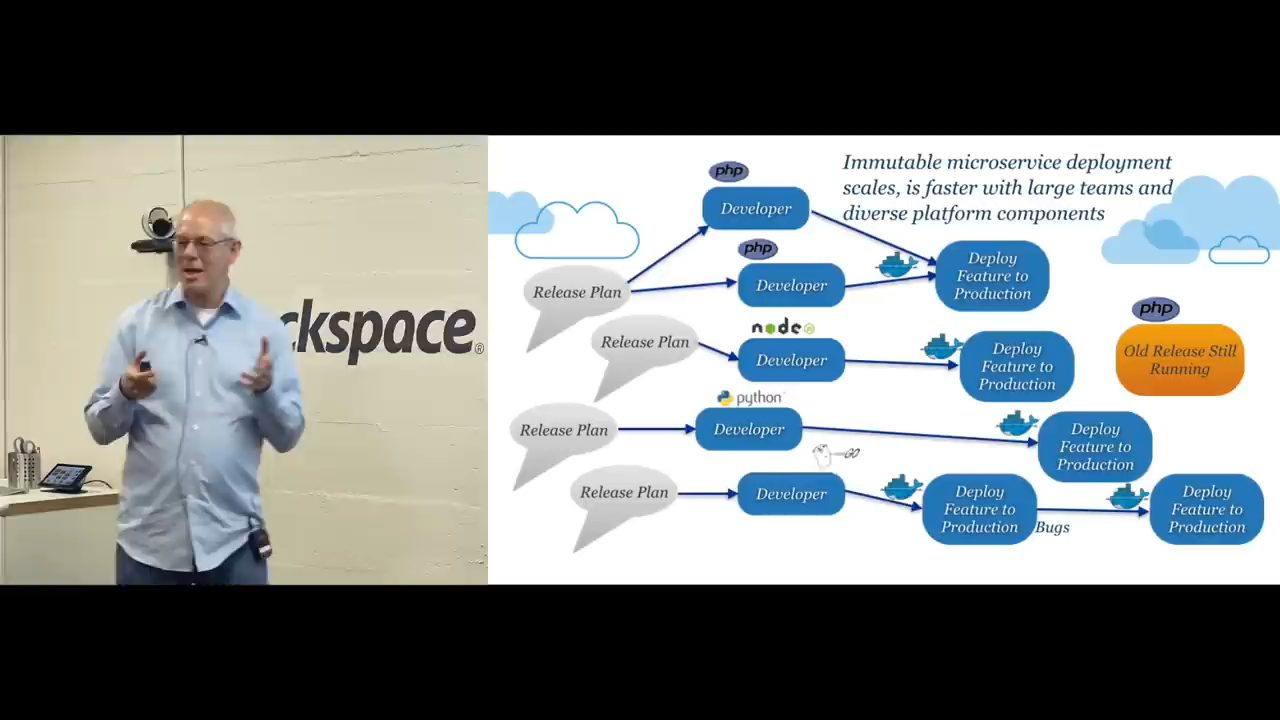 ckspace®
Immutable microservice deployment
scales, is faster with large teams and
diverse platform components
php
Developer
php
Developer
Release Plan
Deploy
Feature to
Production
php
Old Release Still
Running
Release Plan
node
Developer
Deploy
Feature to
Production
python
Release Plan
Developer
Deploy
Feature to
Production
GO
Release Plan
Developer
Deploy
Feature to
Production
Bugs
Deploy
Feature to
Production